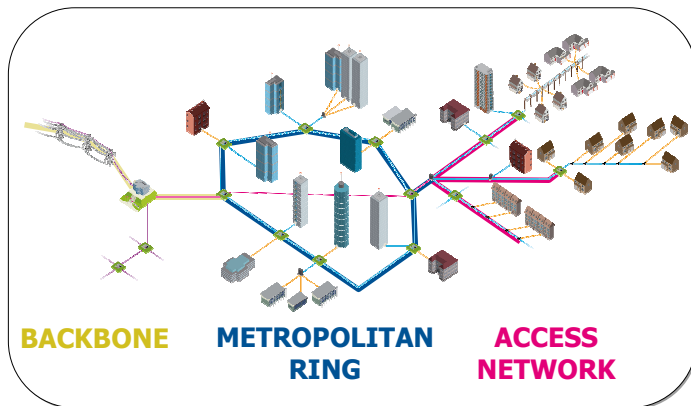 BACKBONE
METROPOLITAN
RING
ACCESS
NETWORK